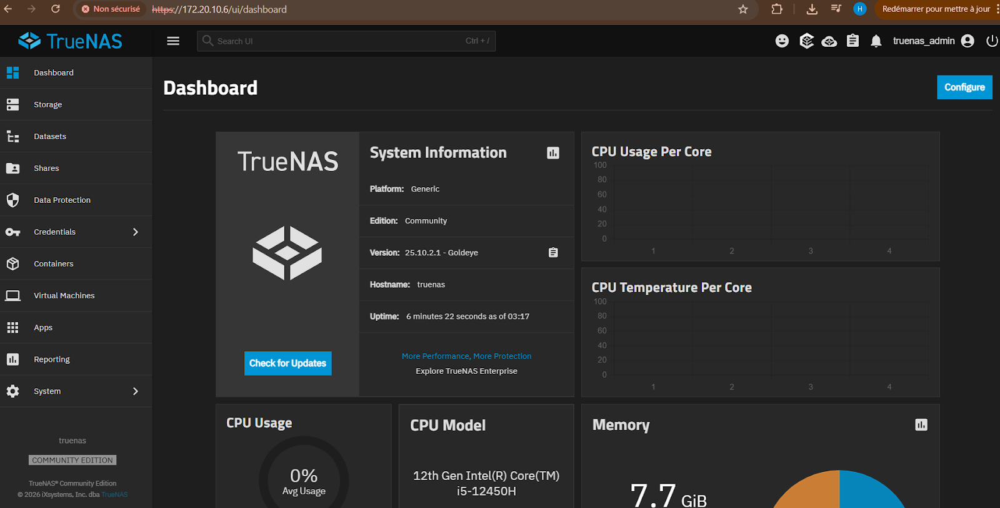 Non sécurisé
https://172.20.10.6/ui/dashboard
H
Redémarrer pour mettre à jour
TrueNAS
Search UI
Ctrl + /
truenas_admin
Dashboard
Storage
Datasets
Shares
Data Protection
Credentials
Containers
Virtual Machines
Apps
Reporting
System
truenas
COMMUNITY EDITION
TrueNAS® Community Edition
© 2026 iXsystems, Inc. dba TrueNAS
Dashboard
Configure
TrueNAS
Check for Updates
System Information
Platform: Generic
Edition: Community
Version: 25.10.2.1 - Goldeye
Hostname: truenas
Uptime: 6 minutes 22 seconds as of 03:17
More Performance, More Protection
Explore TrueNAS Enterprise
CPU Usage Per Core
100
80
60
40
20
0
1 2 3 4
CPU Temperature Per Core
100
80
60
40
20
0
1 2 3 4
CPU Usage
0%
Avg Usage
CPU Model
12th Gen Intel(R) Core(TM)
i5-12450H
Memory
7.7 GiB